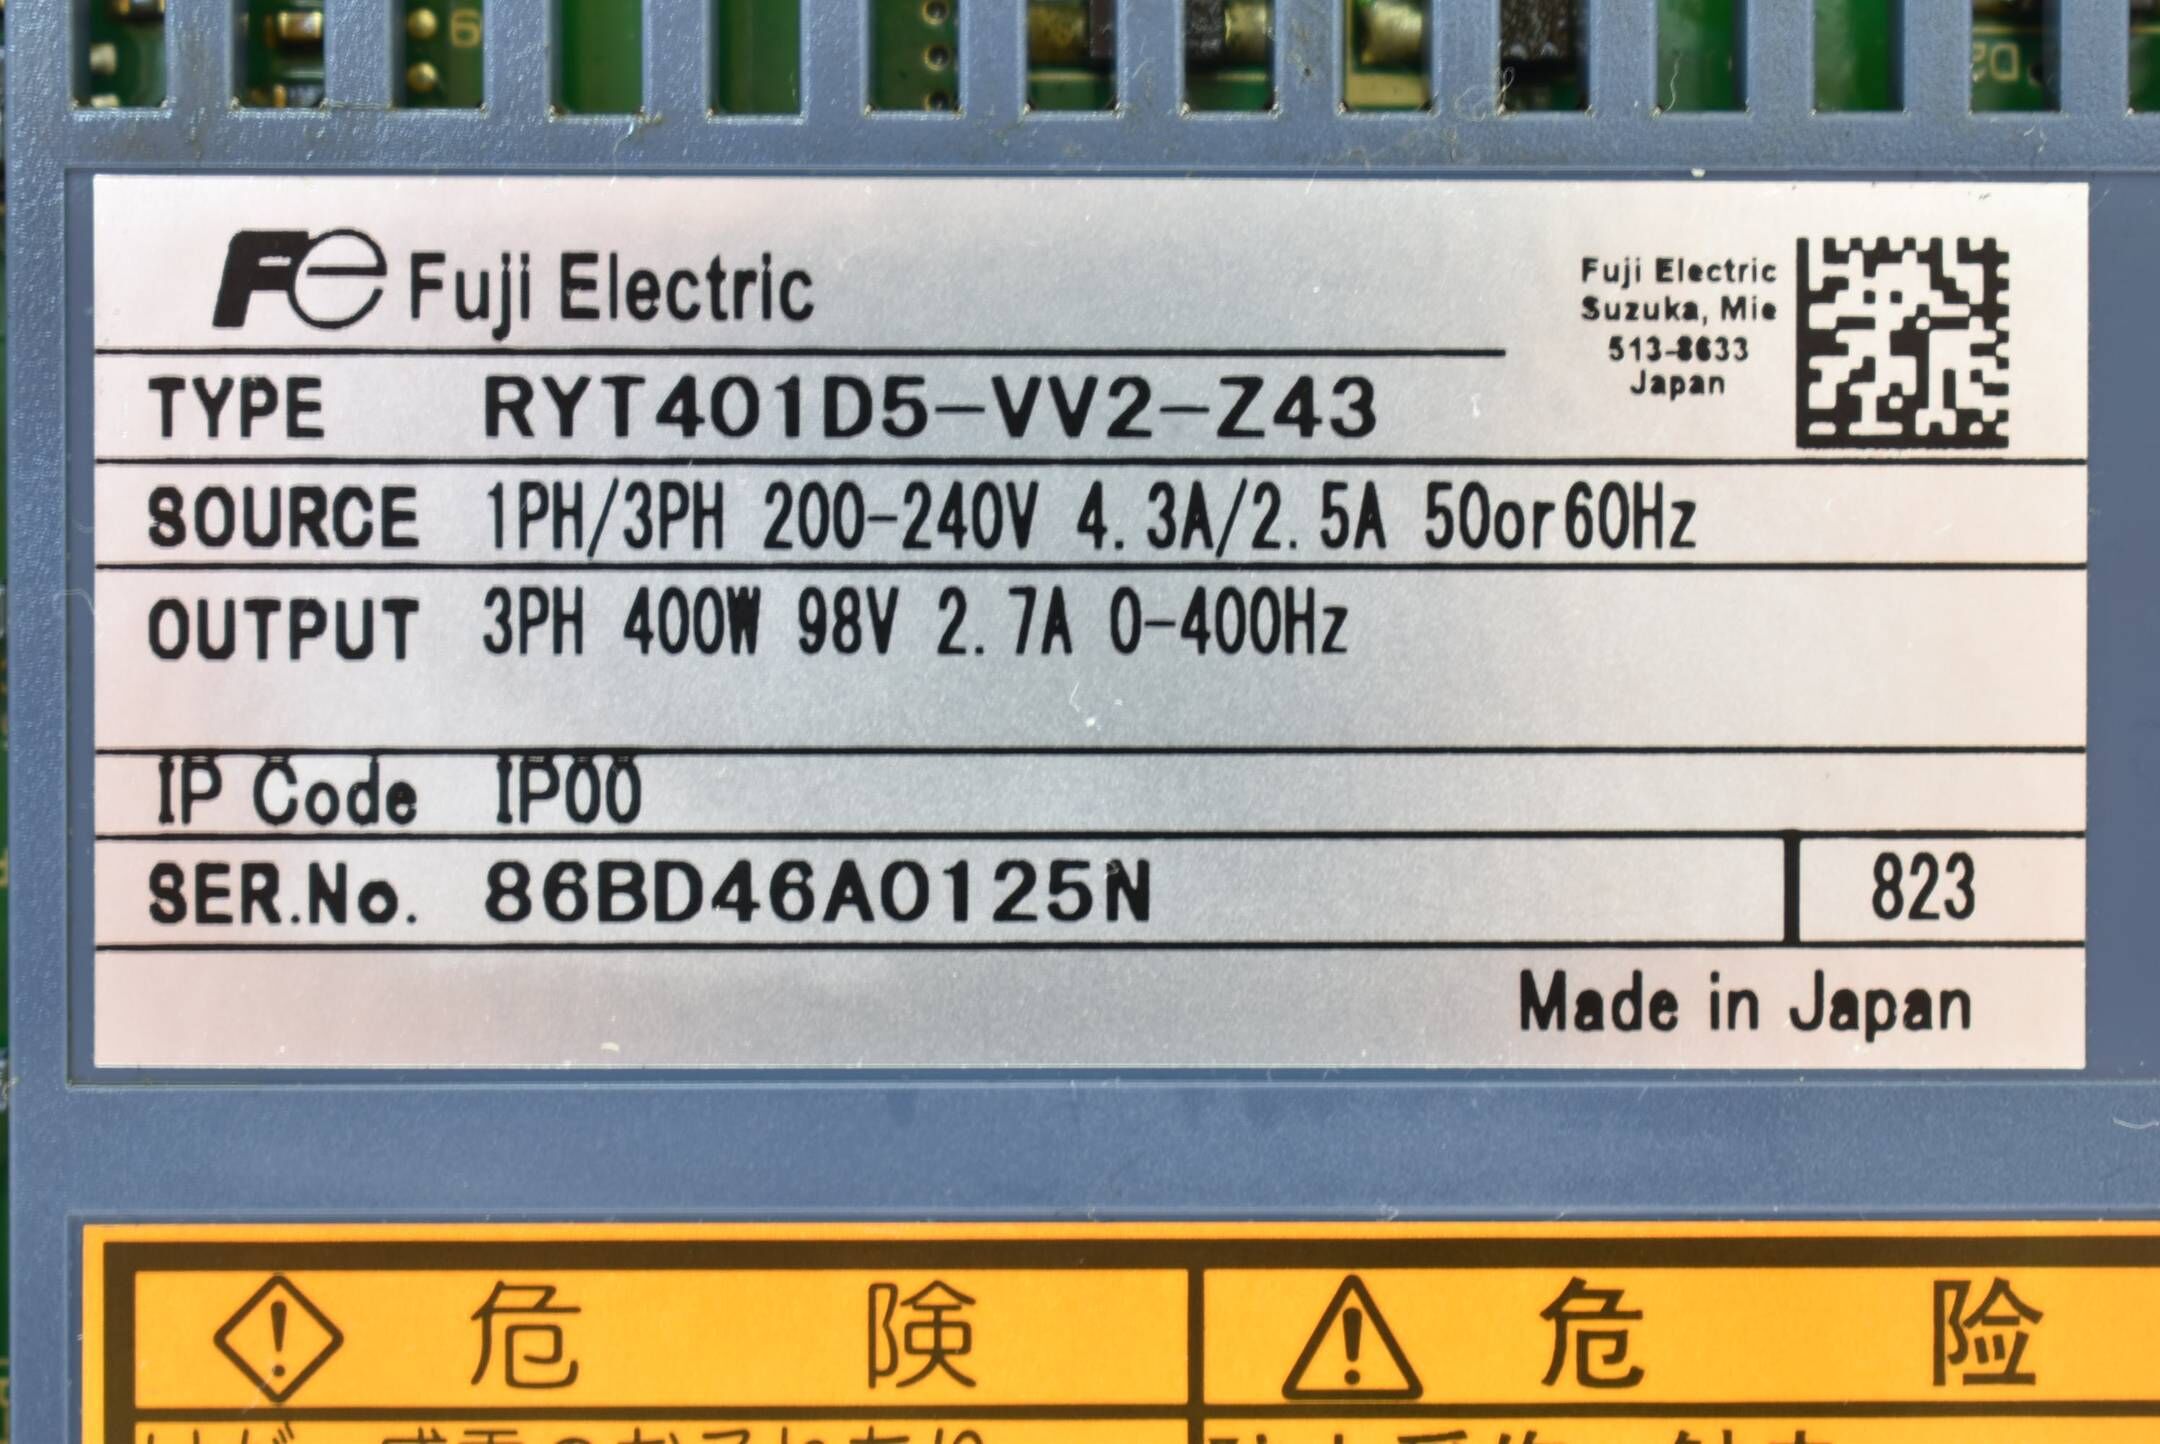 Fe Fuji Electric
Fuji Electric
Suzuka, Mie
513-8633
Japan
TYPE RYT401D5-VV2-Z43
SOURCE 1PH/3PH 200-240V 4.3A/2.5A 50or60Hz
OUTPUT 3PH 400W 98V 2.7A 0-400Hz
IP Code IP00
SER.No. 86BD46A0125N 823
Made in Japan
危険
危险